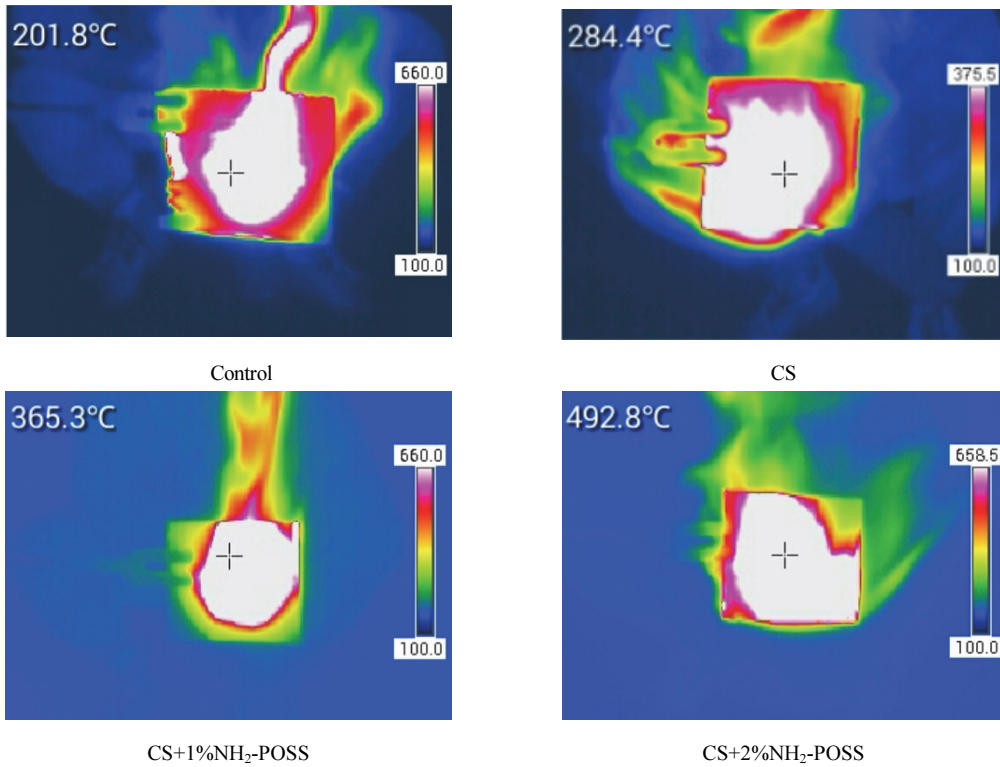 201.8°C
660.0
100.0
284.4°C
375.5
100.0
Control
CS
365.3°C
660.0
100.0
492.8°C
658.5
100.0
CS+1%NH₂-POSS
CS+2%NH₂-POSS